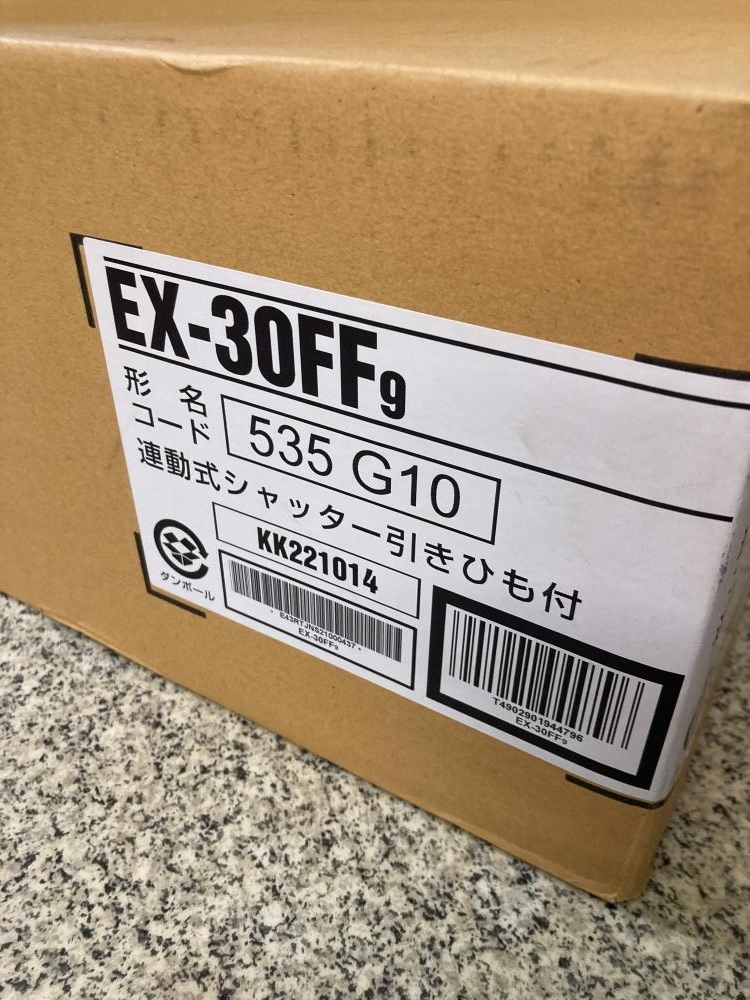 EX-30FF9
形名
コード
535 G10
連動式シャッター引きひも付
KK221014
ダンボール
* E43RTJNS21000437 *
EX-30FF9
T4902901944796
EX-30FF9